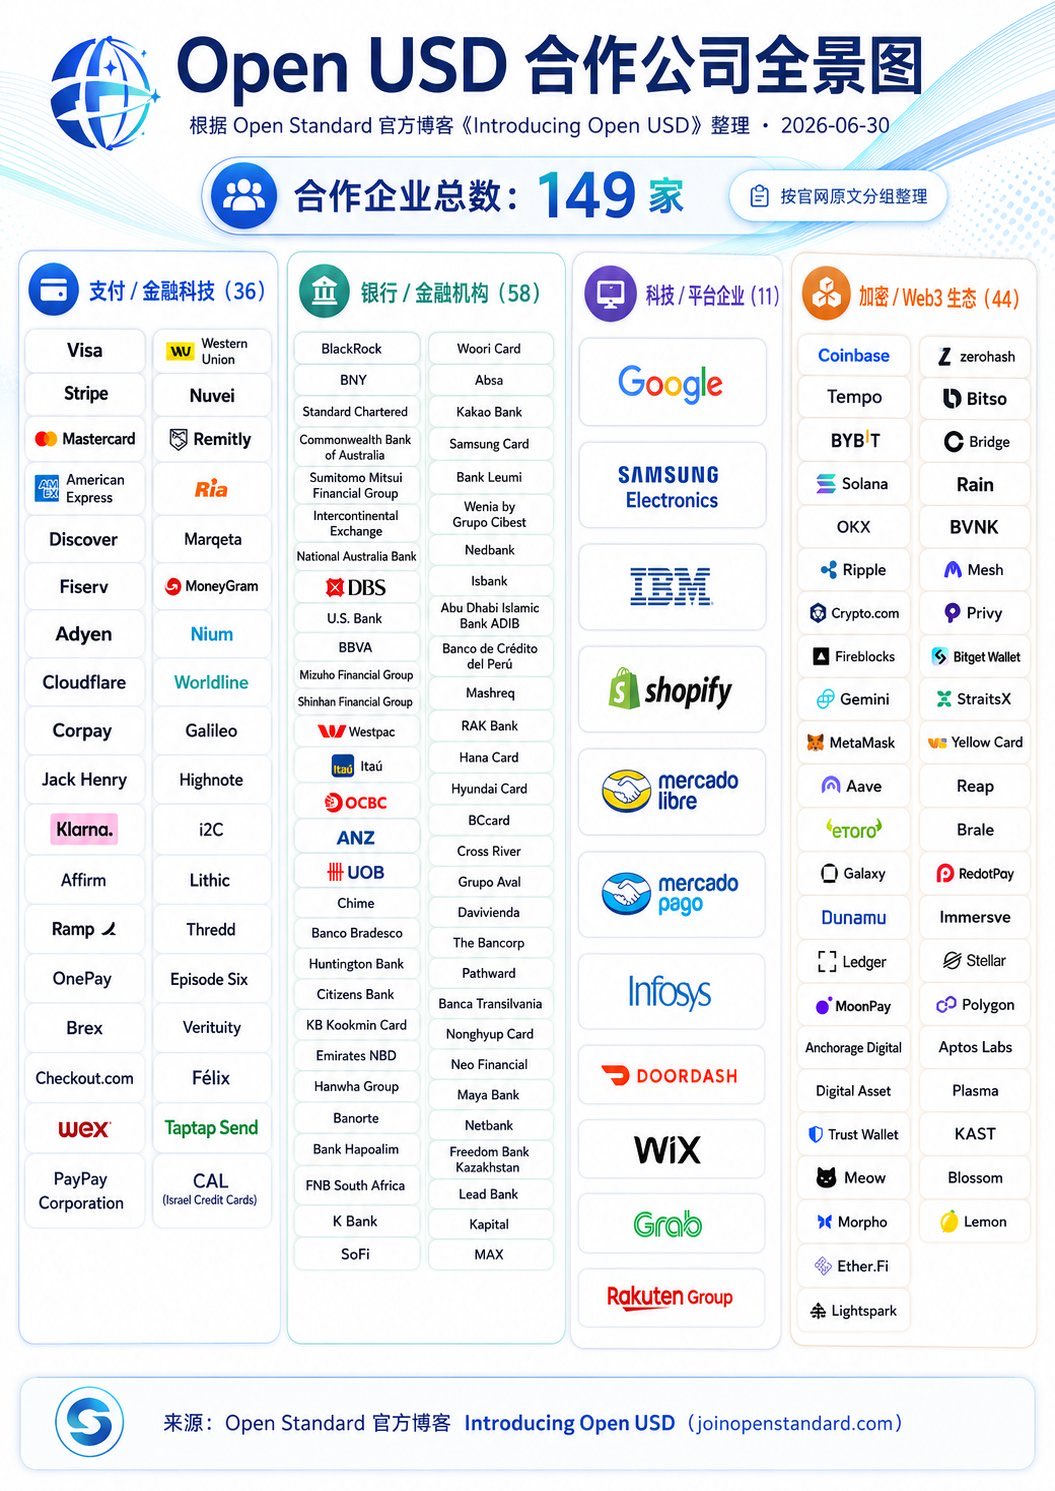 Open USD 合作公司全景图
根据 Open Standard 官方博客《Introducing Open USD》整理 · 2026-06-30
合作企业总数：149 家
按官网原文分组整理
支付 / 金融科技（36）
Visa
Western
Union
Stripe
Nuvei
Mastercard
Remitly
American
Express
Ria
Discover
Marqeta
Fiserv
MoneyGram
Adyen
Nium
Cloudflare
Worldline
Corpay
Galileo
Jack Henry
Highnote
Klarna.
i2C
Affirm
Lithic
Ramp
Thredd
OnePay
Episode Six
Brex
Verituity
Checkout.com
Félix
wex
Taptap Send
PayPay
Corporation
CAL
(Israel Credit Cards)
银行 / 金融机构（58）
BlackRock
Woori Card
BNY
Absa
Standard Chartered
Kakao Bank
Commonwealth Bank
of Australia
Samsung Card
Sumitomo Mitsui
Financial Group
Bank Leumi
Intercontinental
Exchange
Wenia by
Grupo Cibest
National Australia Bank
Nedbank
DBS
Isbank
U.S. Bank
Abu Dhabi Islamic
Bank ADIB
BBVA
Banco de Crédito
del Perú
Mizuho Financial Group
Mashreq
Shinhan Financial Group
RAK Bank
Westpac
Hana Card
Itaú
Itaú
Hyundai Card
OCBC
BCcard
ANZ
Cross River
UOB
Grupo Aval
Chime
Davivienda
Banco Bradesco
The Bancorp
Huntington Bank
Pathward
Citizens Bank
Banca Transilvania
KB Kookmin Card
Nonghyup Card
Emirates NBD
Neo Financial
Hanwha Group
Maya Bank
Banorte
Netbank
Bank Hapoalim
Freedom Bank
Kazakhstan
FNB South Africa
Lead Bank
K Bank
Kapital
SoFi
MAX
科技 / 平台企业（11）
Google
SAMSUNG
Electronics
IBM
shopify
mercado
libre
mercado
pago
Infosys
DOORDASH
WiX
Grab
Rakuten Group
加密 / Web3 生态（44）
Coinbase
zerohash
Tempo
Bitso
BYBIT
Bridge
Solana
Rain
OKX
BVNK
Ripple
Mesh
Crypto.com
Privy
Fireblocks
Bitget Wallet
Gemini
StraitsX
MetaMask
Yellow Card
Aave
Reap
eToro
Brale
Galaxy
RedotPay
Dunamu
Immersve
Ledger
Stellar
MoonPay
Polygon
Anchorage Digital
Aptos Labs
Digital Asset
Plasma
Trust Wallet
KAST
Meow
Blossom
Morpho
Lemon
Ether.Fi
Lightspark
来源：Open Standard 官方博客 Introducing Open USD（joinopenstandard.com）